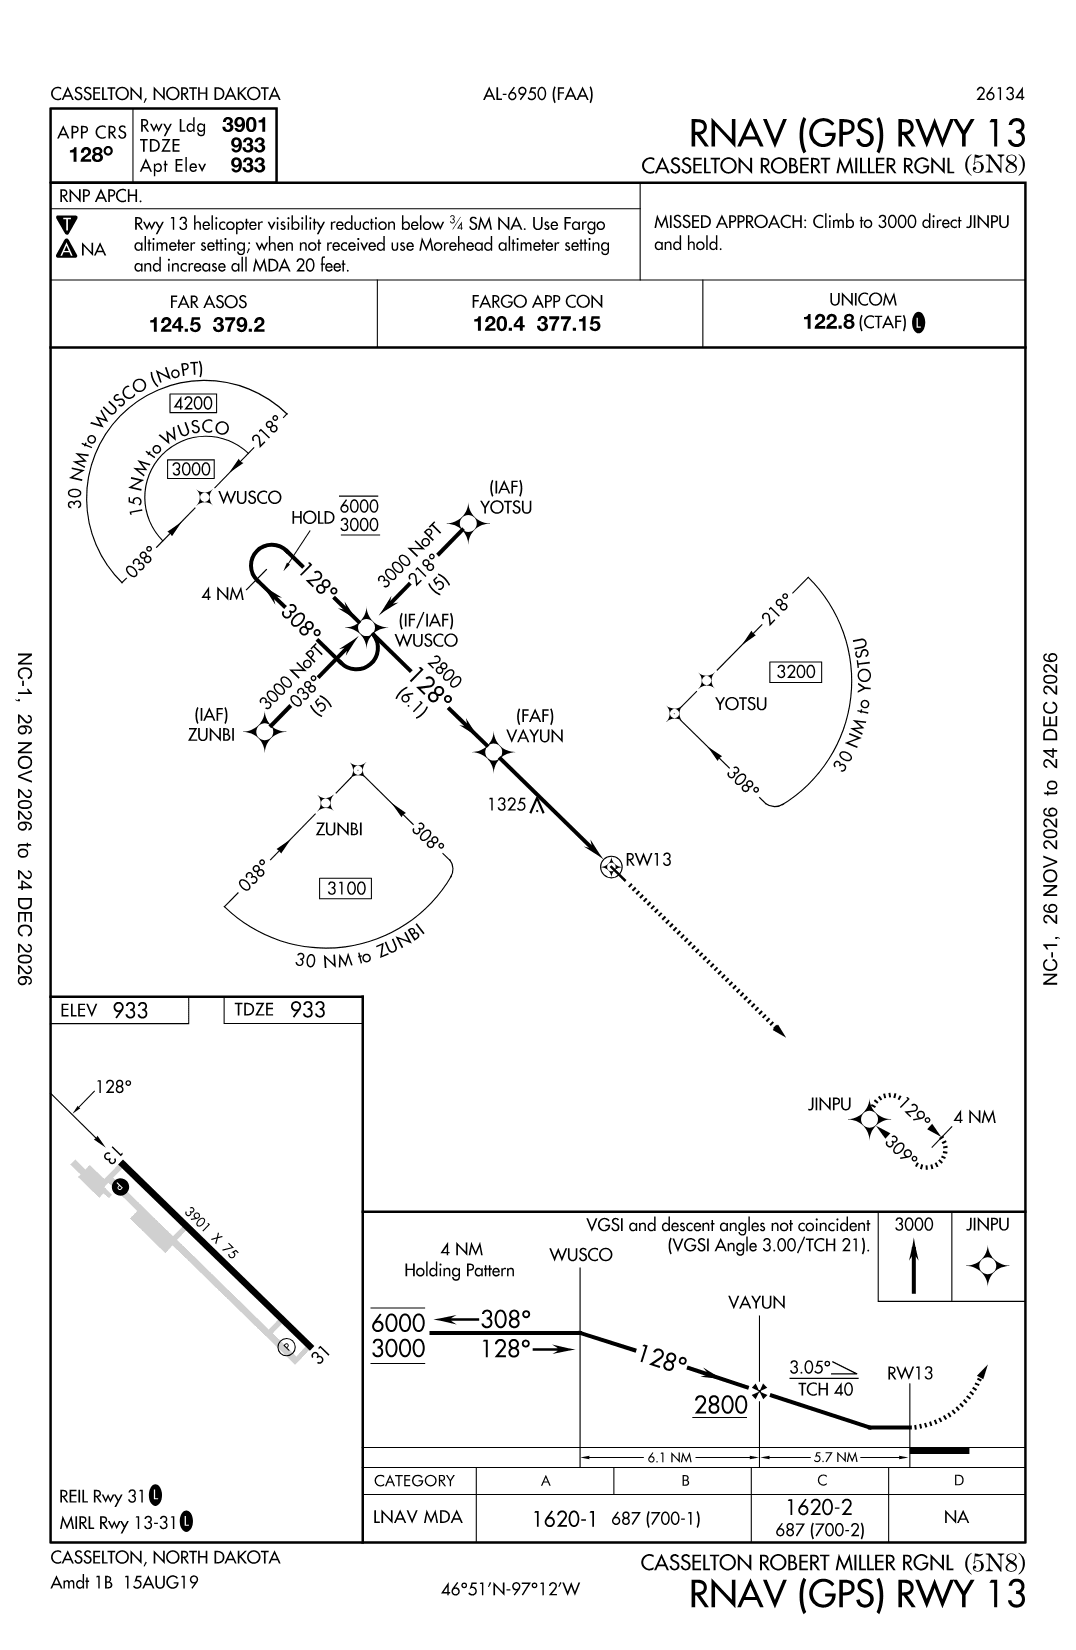 CASSELTON, NORTH DAKOTA
AL-6950 (FAA)
26134
APP CRS
128°
Rwy Ldg 3901
TDZE 933
Apt Elev 933
RNAV (GPS) RWY 13
CASSELTON ROBERT MILLER RGNL (5N8)
RNP APCH.
T
A NA
Rwy 13 helicopter visibility reduction below ¾ SM NA. Use Fargo
altimeter setting; when not received use Morehead altimeter setting
and increase all MDA 20 feet.
MISSED APPROACH: Climb to 3000 direct JINPU
and hold.
FAR ASOS
124.5 379.2
FARGO APP CON
120.4 377.15
UNICOM
122.8 (CTAF) L
30 NM to WUSCO (NoPT)
4200
15 NM to WUSCO
3000
218°
WUSCO
038°
HOLD
6000
3000
(IAF)
YOTSU
3000 NoPT
218°
(5)
4 NM
128°
308°
(IF/IAF)
WUSCO
3000 NoPT
038°
(5)
(IAF)
ZUNBI
2800
128°
(6.1)
(FAF)
VAYUN
1325
RW13
218°
3200
YOTSU
30 NM to YOTSU
308°
ZUNBI
308°
038°
3100
30 NM to ZUNBI
NC-1, 26 NOV 2026 to 24 DEC 2026
NC-1, 26 NOV 2026 to 24 DEC 2026
JINPU
129°
4 NM
309°
ELEV 933
TDZE 933
128°
13
P
3901 X 75
P
31
REIL Rwy 31 L
MIRL Rwy 13-31 L
VGSI and descent angles not coincident
(VGSI Angle 3.00/TCH 21).
3000
JINPU
4 NM
Holding Pattern
WUSCO
VAYUN
6000
3000
308°
128°
128°
2800
3.05°
TCH 40
RW13
6.1 NM
5.7 NM
CATEGORY A B C D
LNAV MDA 1620-1 687 (700-1) 1620-2
687 (700-2) NA
CASSELTON, NORTH DAKOTA
Amdt 1B 15AUG19
46°51'N-97°12'W
CASSELTON ROBERT MILLER RGNL (5N8)
RNAV (GPS) RWY 13